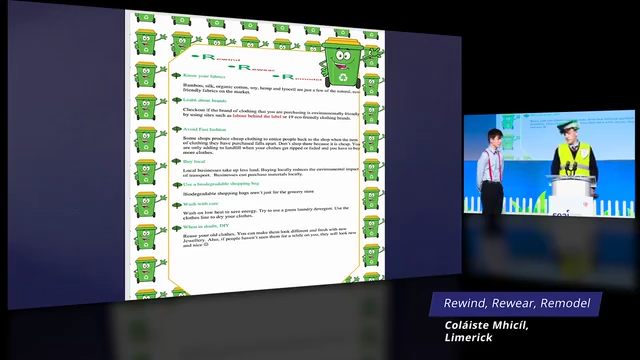 - Rewind
- Rewear
- Remodel
Know your fabrics
Bamboo, silk, organic cotton, soy, hemp and lyocell are just a few of the natural, eco
friendly fabrics on the market.
Learn about brands
Checkout if the brand of clothing that you are purchasing is environmentally friendly
by using sites such as labour behind the label or 10 eco-friendly clothing brands.
Avoid Fast fashion
Some shops produce cheap clothing to entice people back to the shop when the item
of clothing they have purchased falls apart. Don't shop there because it is cheap. You
are only adding to landfill when your clothes get ripped or faded and you have to buy
more clothes.
Buy local
Local businesses take up less land. Buying locally reduces the environmental impact
of transport. Businesses can purchase materials locally.
Use a biodegradable shopping bag
Biodegradable shopping bags aren't just for the grocery store
Wash with care
Wash on low heat to save energy. Try to use a green laundry detergent. Use the
clothes line to dry your clothes.
When in doubt, DIY
Reuse your old clothes. You can make them look different and fresh with new
Jewellery. Also, if people haven't seen them for a while on you, they will look new
and nice ☺
seai
Rewind, Rewear, Remodel
Coláiste Mhicíl,
Limerick